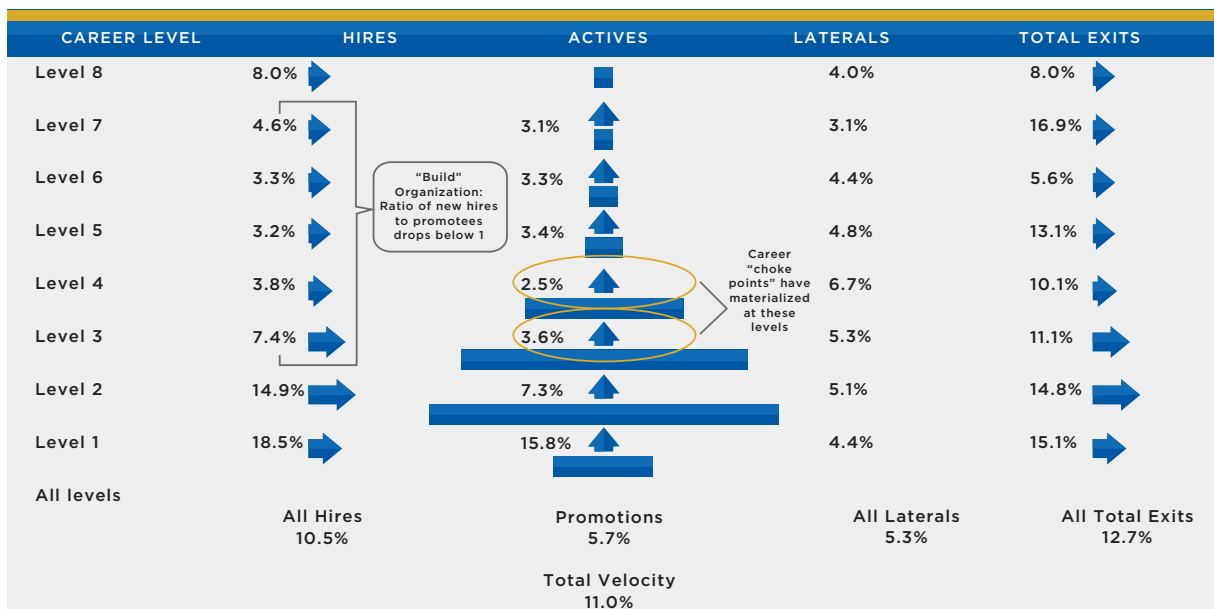 CAREER LEVEL HIRES ACTIVES LATERALS TOTAL EXITS
Level 8 8.0% 4.0% 8.0%
Level 7 4.6% 3.1% 3.1% 16.9%
Level 6 3.3% 3.3% 4.4% 5.6%
“Build”
Organization:
Ratio of new hires
to promotees
drops below 1
Level 5 3.2% 3.4% 4.8% 13.1%
Level 4 3.8% 2.5% 6.7% 10.1%
Career
“choke
points” have
materialized
at these
levels
Level 3 7.4% 3.6% 5.3% 11.1%
Level 2 14.9% 7.3% 5.1% 14.8%
Level 1 18.5% 15.8% 4.4% 15.1%
All levels
All Hires Promotions All Laterals All Total Exits
10.5% 5.7% 5.3% 12.7%
Total Velocity
11.0%